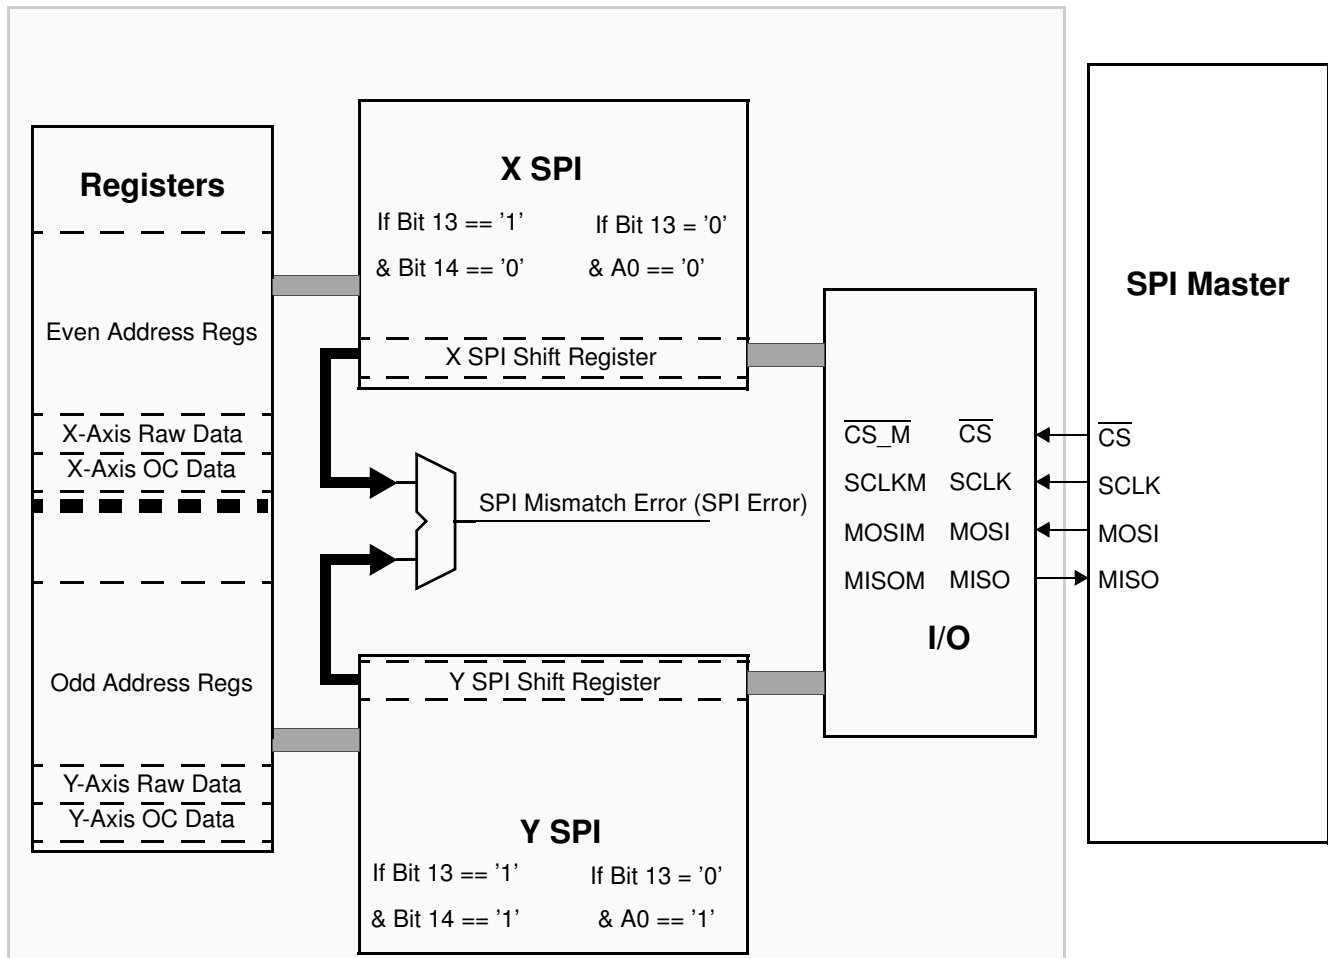 Registers
Even Address Regs
X-Axis Raw Data
X-Axis OC Data
Odd Address Regs
Y-Axis Raw Data
Y-Axis OC Data
X SPI
If Bit 13 == ’1’ If Bit 13 = ’0’
& Bit 14 == ’0’ & A0 == ’0’
X SPI Shift Register
SPI Mismatch Error (SPI Error)
Y SPI Shift Register
Y SPI
If Bit 13 == ’1’ If Bit 13 = ’0’
& Bit 14 == ’1’ & A0 == ’1’
CS_M CS
SCLKM SCLK
MOSIM MOSI
MISOM MISO
I/O
SPI Master
CS
SCLK
MOSI
MISO